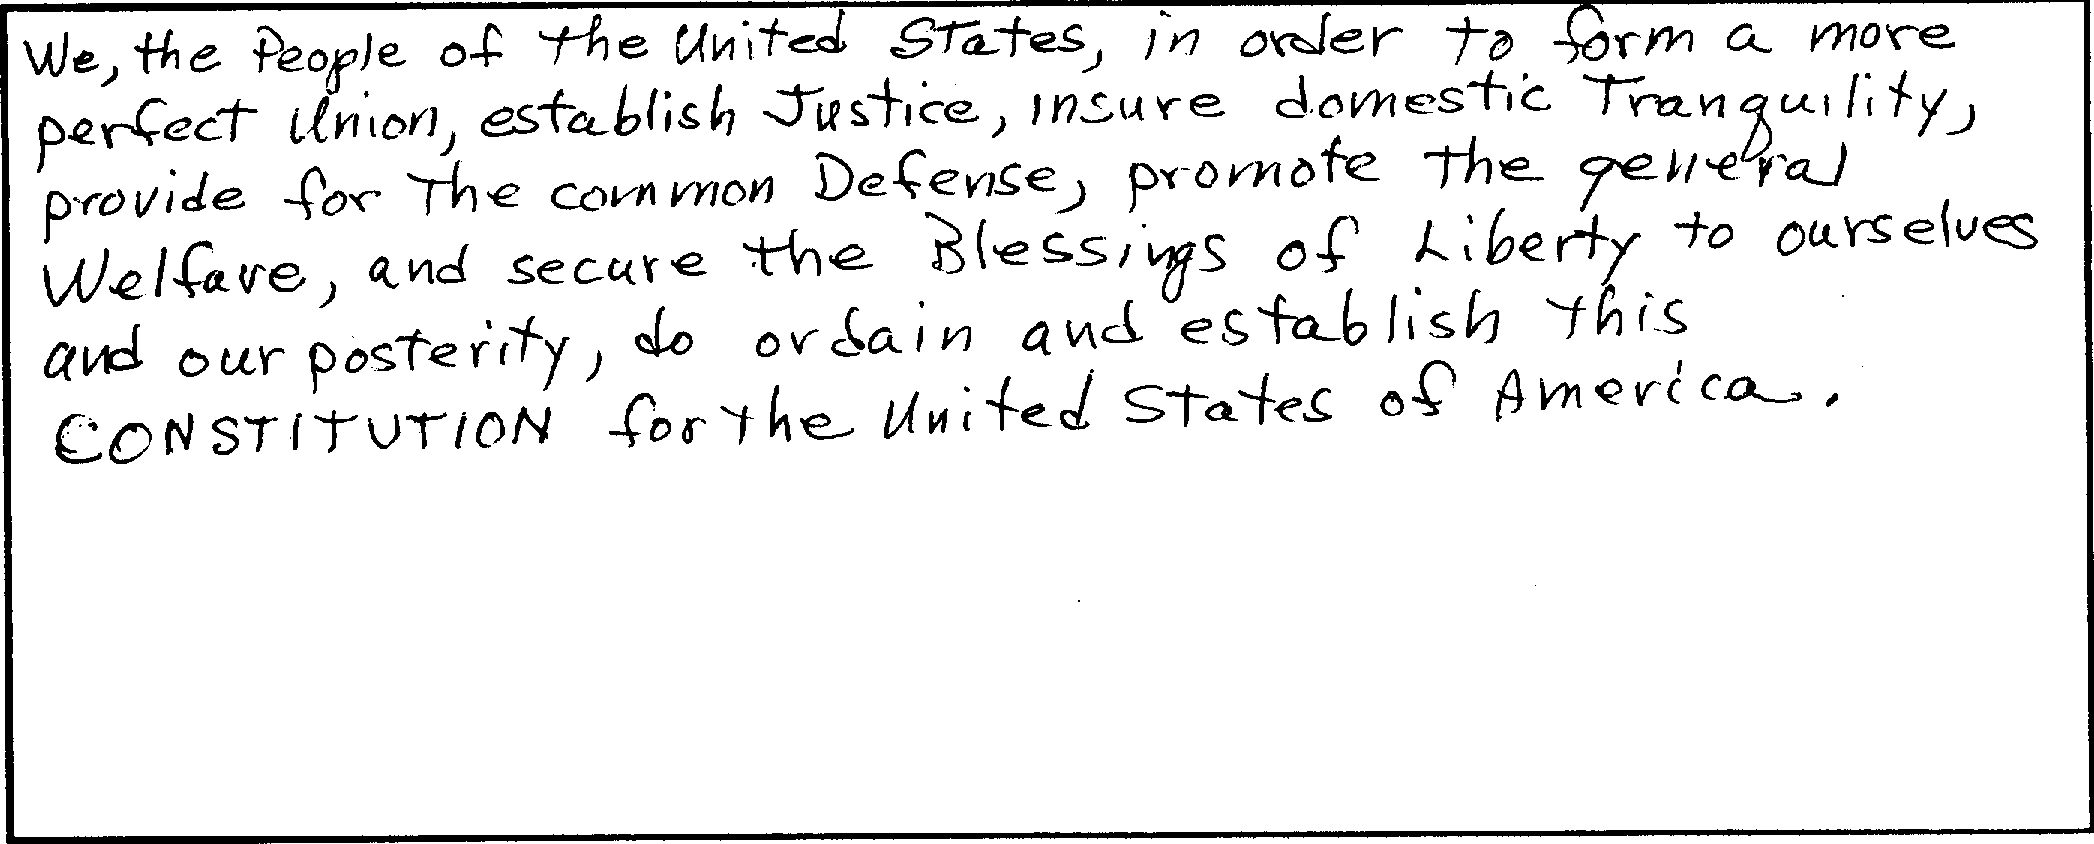 We, the People of the United States, in order to form a more
perfect Union, establish Justice, insure domestic Tranquility,
provide for the common Defense, promote the general
Welfare, and secure the Blessings of Liberty to ourselves
and our posterity, do ordain and establish this
CONSTITUTION for the United States of America.